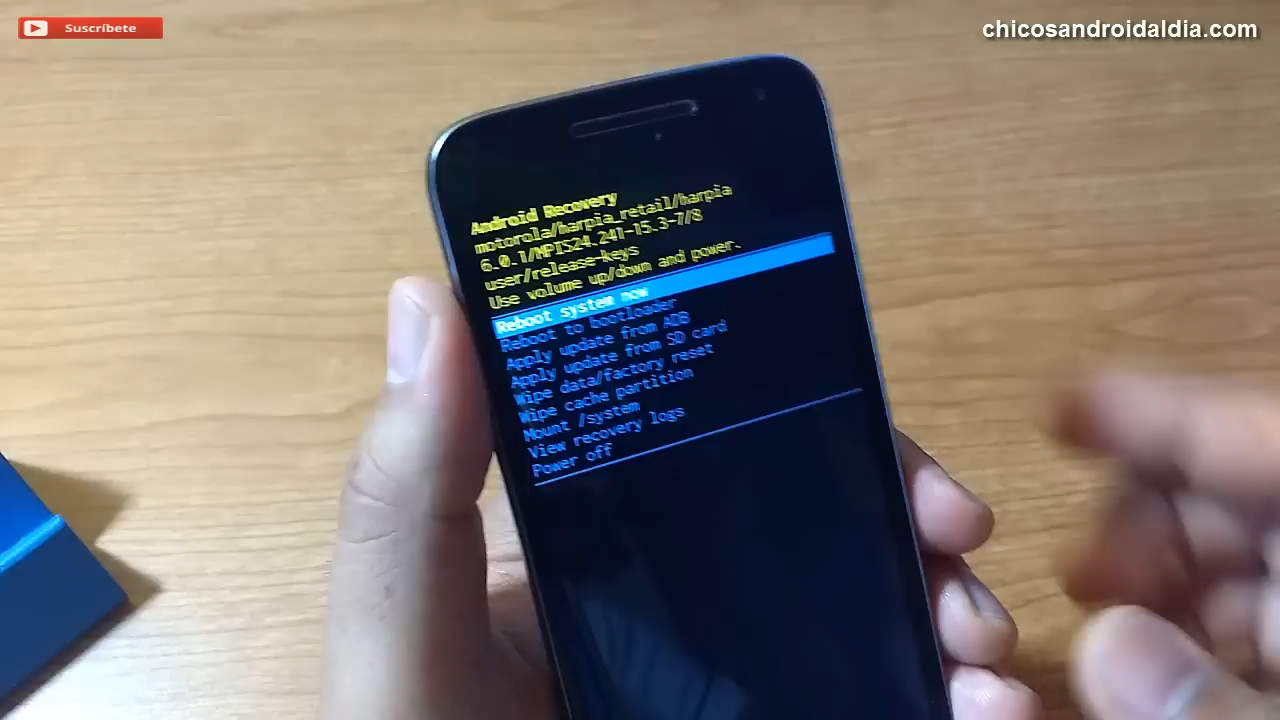 Suscríbete
chicosandroidaldia.com
Android Recovery
motorola/harpia_retail/harpia
6.0.1/MPIS24.241-15.3-7/8
user/release-keys
Use volume up/down and power.
Reboot system now
Reboot to bootloader
Apply update from ADB
Apply update from SD card
Wipe data/factory reset
Wipe cache partition
Mount /system
View recovery logs
Power off